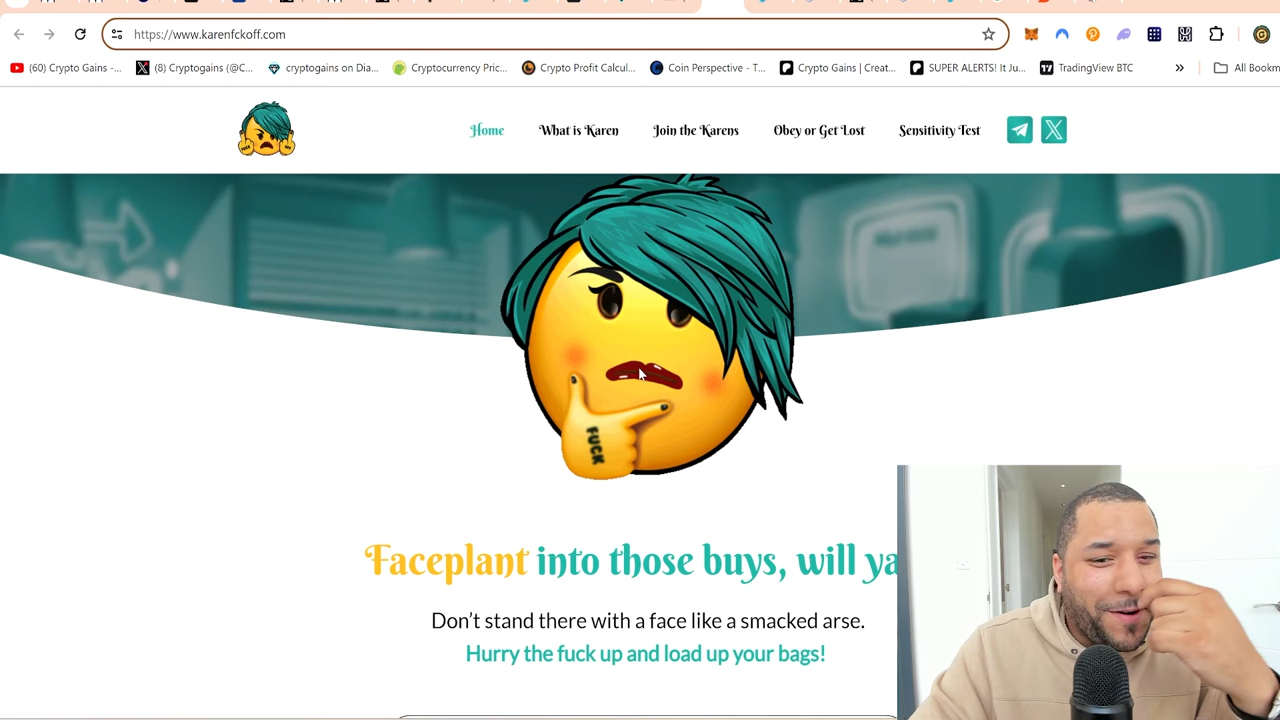 https://www.karenfckoff.com
(60) Crypto Gains -...
(8) Cryptogains (@C...
cryptogains on Dia...
Cryptocurrency Pric...
Crypto Profit Calcul...
Coin Perspective - T...
Crypto Gains | Creat...
SUPER ALERTS! It Ju...
TradingView BTC
»
All Bookm
Home
What is Karen
Join the Karens
Obey or Get Lost
Sensitivity Test
FUCK
Faceplant into those buys, will ya
Don't stand there with a face like a smacked arse.
Hurry the fuck up and load up your bags!